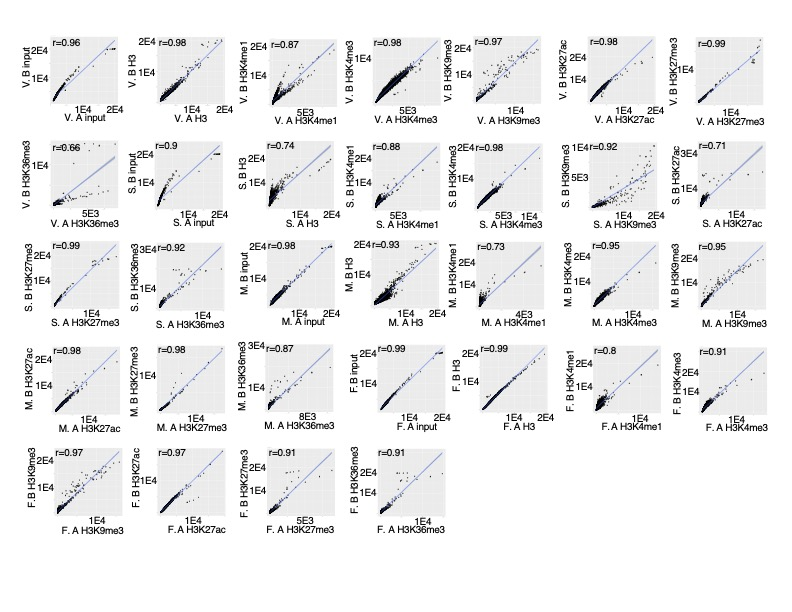 r=0.96
2E4
1E4
V. B input
1E4 2E4
V. A input
r=0.98
2E4
1E4
V. B H3
1E4 2E4
V. A H3
r=0.87
1E4
V. B H3K4me1
5E3
V. A H3K4me1
r=0.98
1E4
V. B H3K4me3
5E3
V. A H3K4me3
r=0.97
2E4
1E4
V. B H3K9me3
1E4
V. A H3K9me3
r=0.98
2E4
1E4
V. B H3K27ac
1E4
V. A H3K27ac
r=0.99
1E4
V. B H3K27me3
1E4
V. A H3K27me3
r=0.66
1E4
V. B H3K36me3
5E3
V. A H3K36me3
r=0.9
2E4
1E4
S. B input
1E4 2E4
S. A input
r=0.74
2E4
1E4
S. B H3
1E4 2E4
S. A H3
r=0.88
1E4
S. B H3K4me1
5E3
S. A H3K4me1
r=0.98
2E4
1E4
S. B H3K4me3
5E3
S. A H3K4me3
r=0.92
1E4
5E3
S. B H3K9me3
1E4 2E4
S. A H3K9me3
r=0.71
3E4
1E4
S. B H3K27ac
1E4
S. A H3K27ac
r=0.99
1E4
S. B H3K27me3
1E4
S. A H3K27me3
r=0.92
3E4
1E4
S. B H3K36me3
1E4
S. A H3K36me3
r=0.98
2E4
1E4
M. B input
1E4 2E4
M. A input
r=0.93
2E4
1E4
M. B H3
1E4 2E4
M. A H3
r=0.73
1E4
M. B H3K4me1
4E3
M. A H3K4me1
r=0.95
1E4
M. B H3K4me3
1E4
M. A H3K4me3
r=0.95
1E4
M. B H3K9me3
1E4
M. A H3K9me3
r=0.98
2E4
1E4
M. B H3K27ac
1E4
M. A H3K27ac
r=0.98
1E4
M. B H3K27me3
1E4
M. A H3K27me3
r=0.87
3E4
1E4
M. B H3K36me3
8E3
M. A H3K36me3
r=0.99
2E4
1E4
F. B input
1E4 2E4
F. A input
r=0.99
2E4
1E4
F. B H3
1E4 2E4
F. A H3
r=0.8
2E4
1E4
F. B H3K4me1
1E4
F. A H3K4me1
r=0.91
1E4
F. B H3K4me3
1E4
F. A H3K4me3
r=0.97
2E4
1E4
F. B H3K9me3
1E4
F. A H3K9me3
r=0.97
1E4
F. B H3K27ac
1E4
F. A H3K27ac
r=0.91
2E4
1E4
F. B H3K27me3
5E3
F. A H3K27me3
r=0.91
2E4
1E4
F. B H3K36me3
1E4
F. A H3K36me3